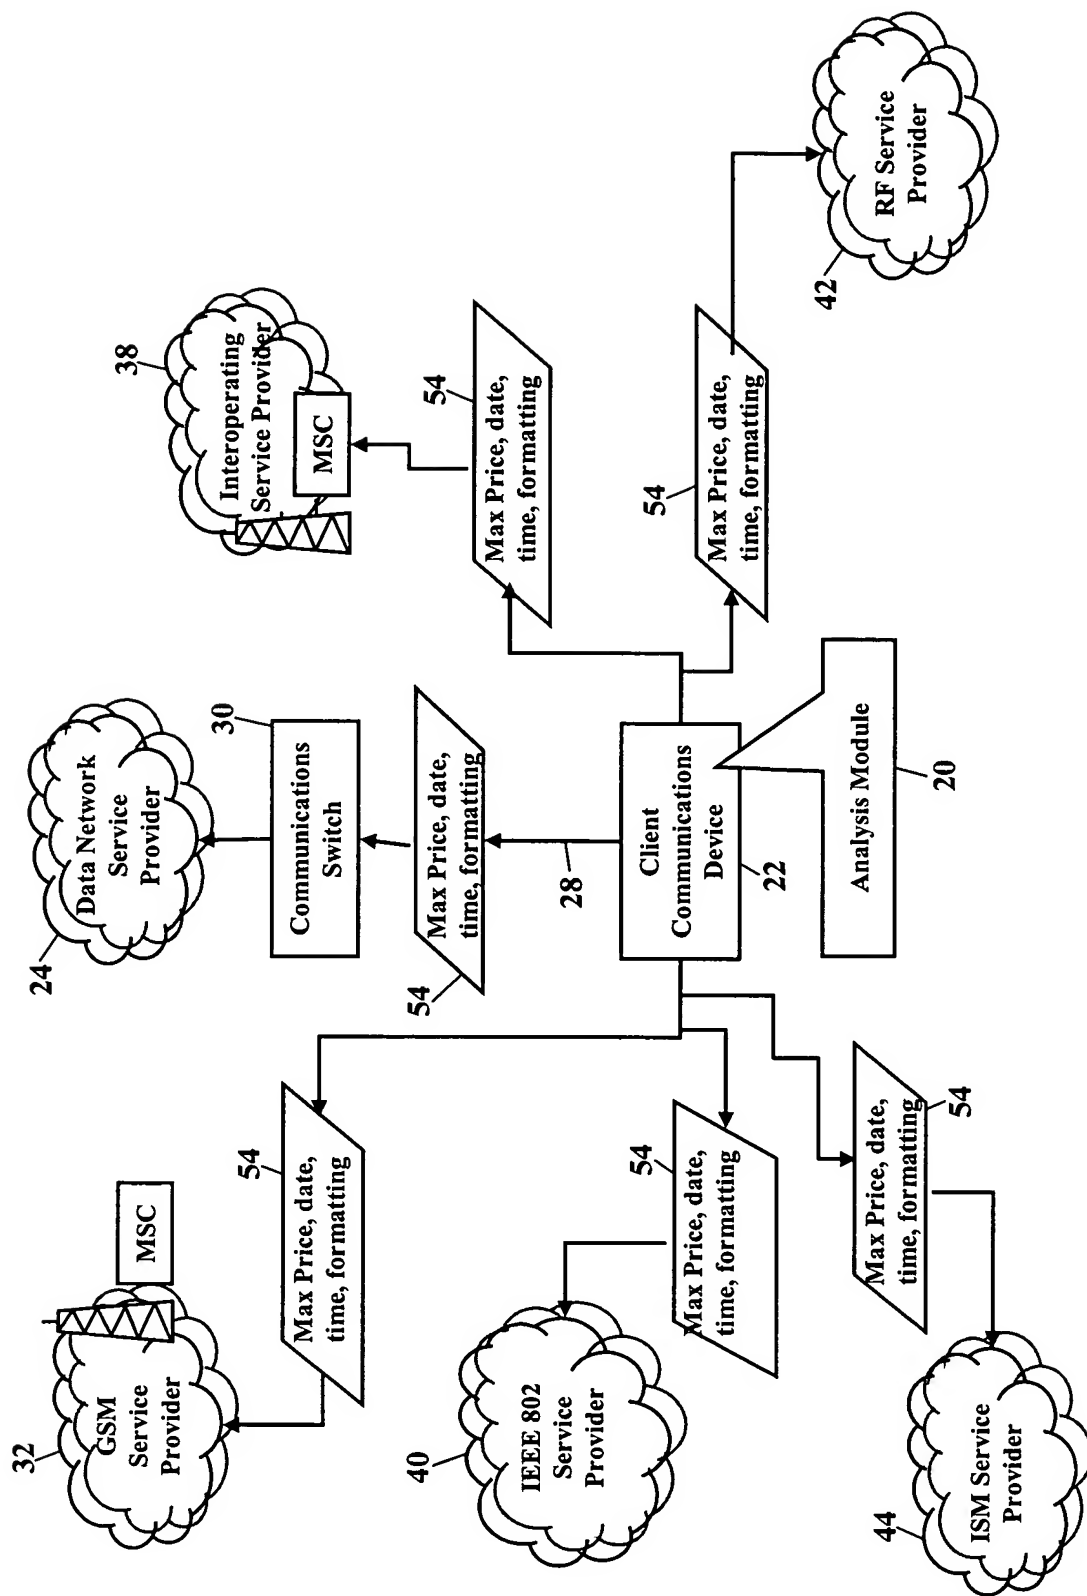 32
GSM
Service
Provider
MSC
54
Max Price, date,
time, formatting
24
Data Network
Service
Provider
30
Communications
Switch
54
Max Price, date,
time, formatting
28
38
Interoperating
Service Provider
MSC
54
Max Price, date,
time, formatting
40
IEEE 802
Service
Provider
54
Max Price, date,
time, formatting
Client
Communications
Device
22
54
Max Price, date,
time, formatting
44
ISM Service
Provider
Max Price, date,
time, formatting
54
Analysis Module
20
42
RF Service
Provider